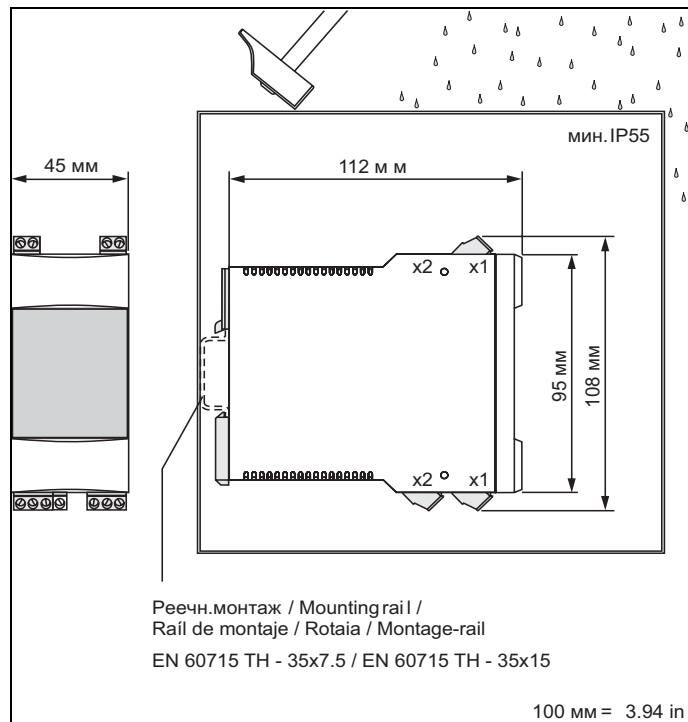 мин.IP55
45 мм
112 м м
x2 x1
95 мм
108 мм
x2 x1
Реечн.монтаж / Mounting rail /
Raíl de montaje / Rotaia / Montage-rail
EN 60715 TH - 35x7.5 / EN 60715 TH - 35x15
100 мм = 3.94 in